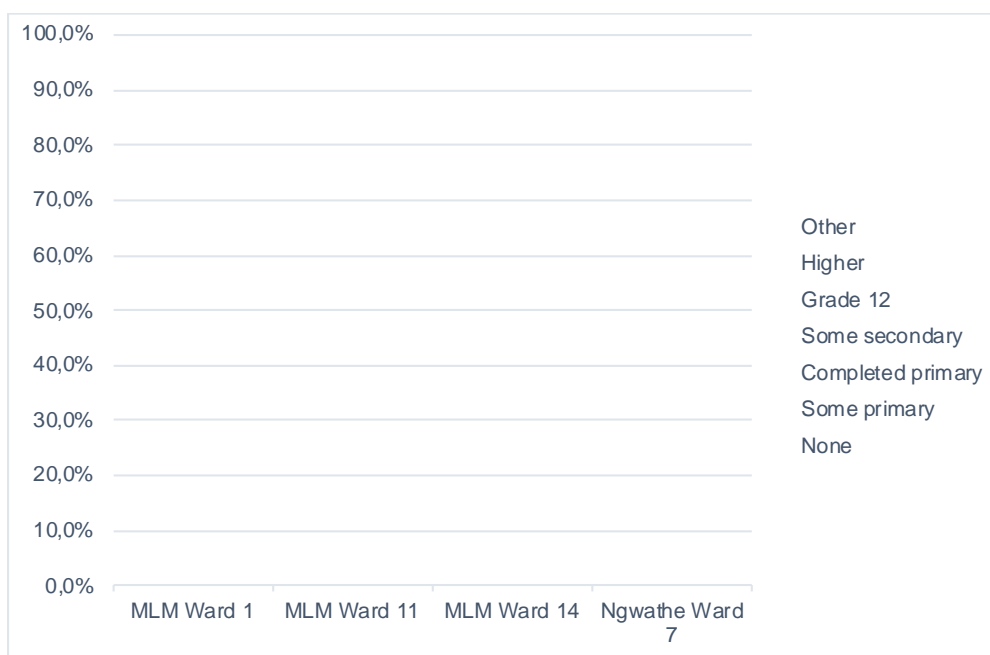 100,0%
90,0%
80,0%
70,0%
60,0%
50,0%
40,0%
30,0%
20,0%
10,0%
0,0%
MLM Ward 1
MLM Ward 11
MLM Ward 14
Ngwathe Ward
7
Other
Higher
Grade 12
Some secondary
Completed primary
Some primary
None